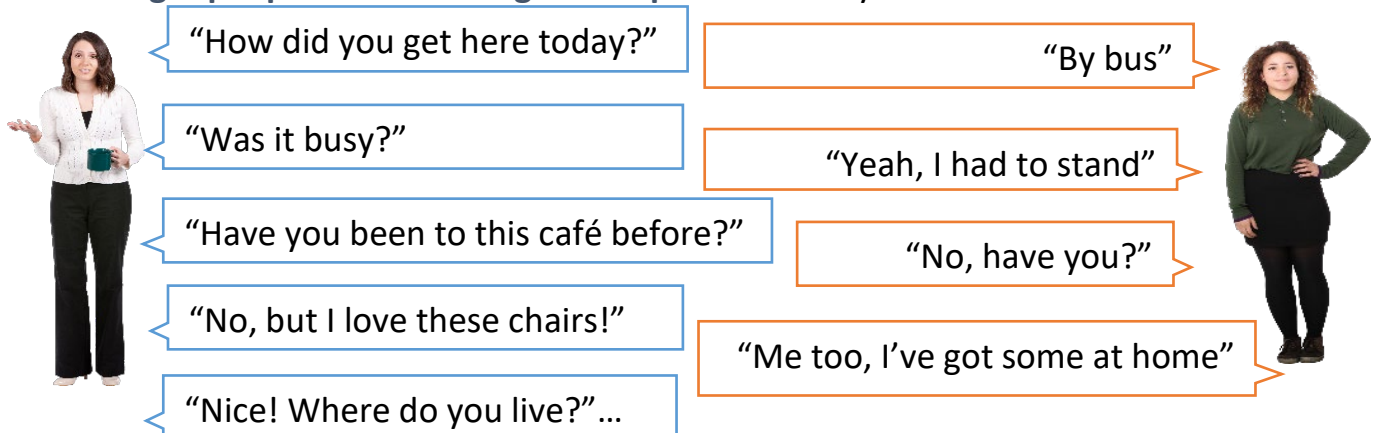 “How did you get here today?”
“By bus”
“Was it busy?”
“Yeah, I had to stand”
“Have you been to this café before?”
“No, have you?”
“No, but I love these chairs!”
“Me too, I’ve got some at home”
“Nice! Where do you live?”…